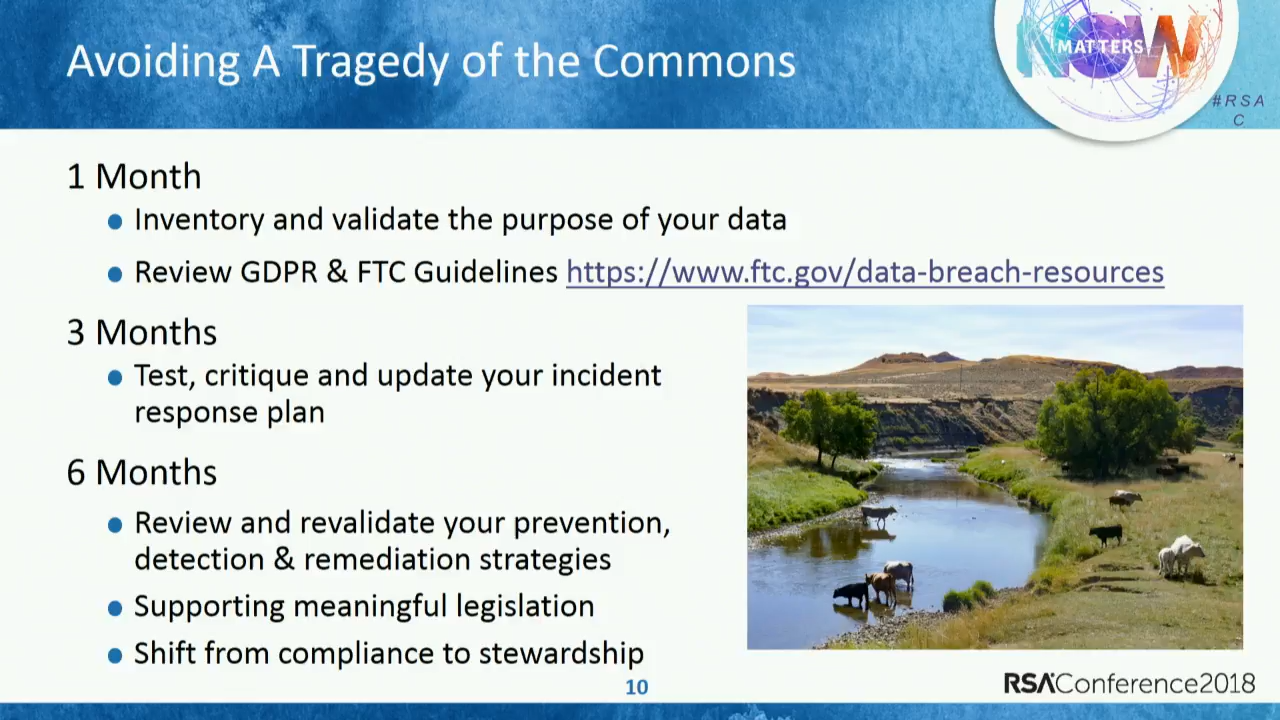 Avoiding A Tragedy of the Commons
NOW
MATTERS
#RSA
C
1 Month
● Inventory and validate the purpose of your data
● Review GDPR & FTC Guidelines https://www.ftc.gov/data-breach-resources
3 Months
● Test, critique and update your incident
response plan
6 Months
● Review and revalidate your prevention,
detection & remediation strategies
● Supporting meaningful legislation
● Shift from compliance to stewardship
10
RSAConference2018